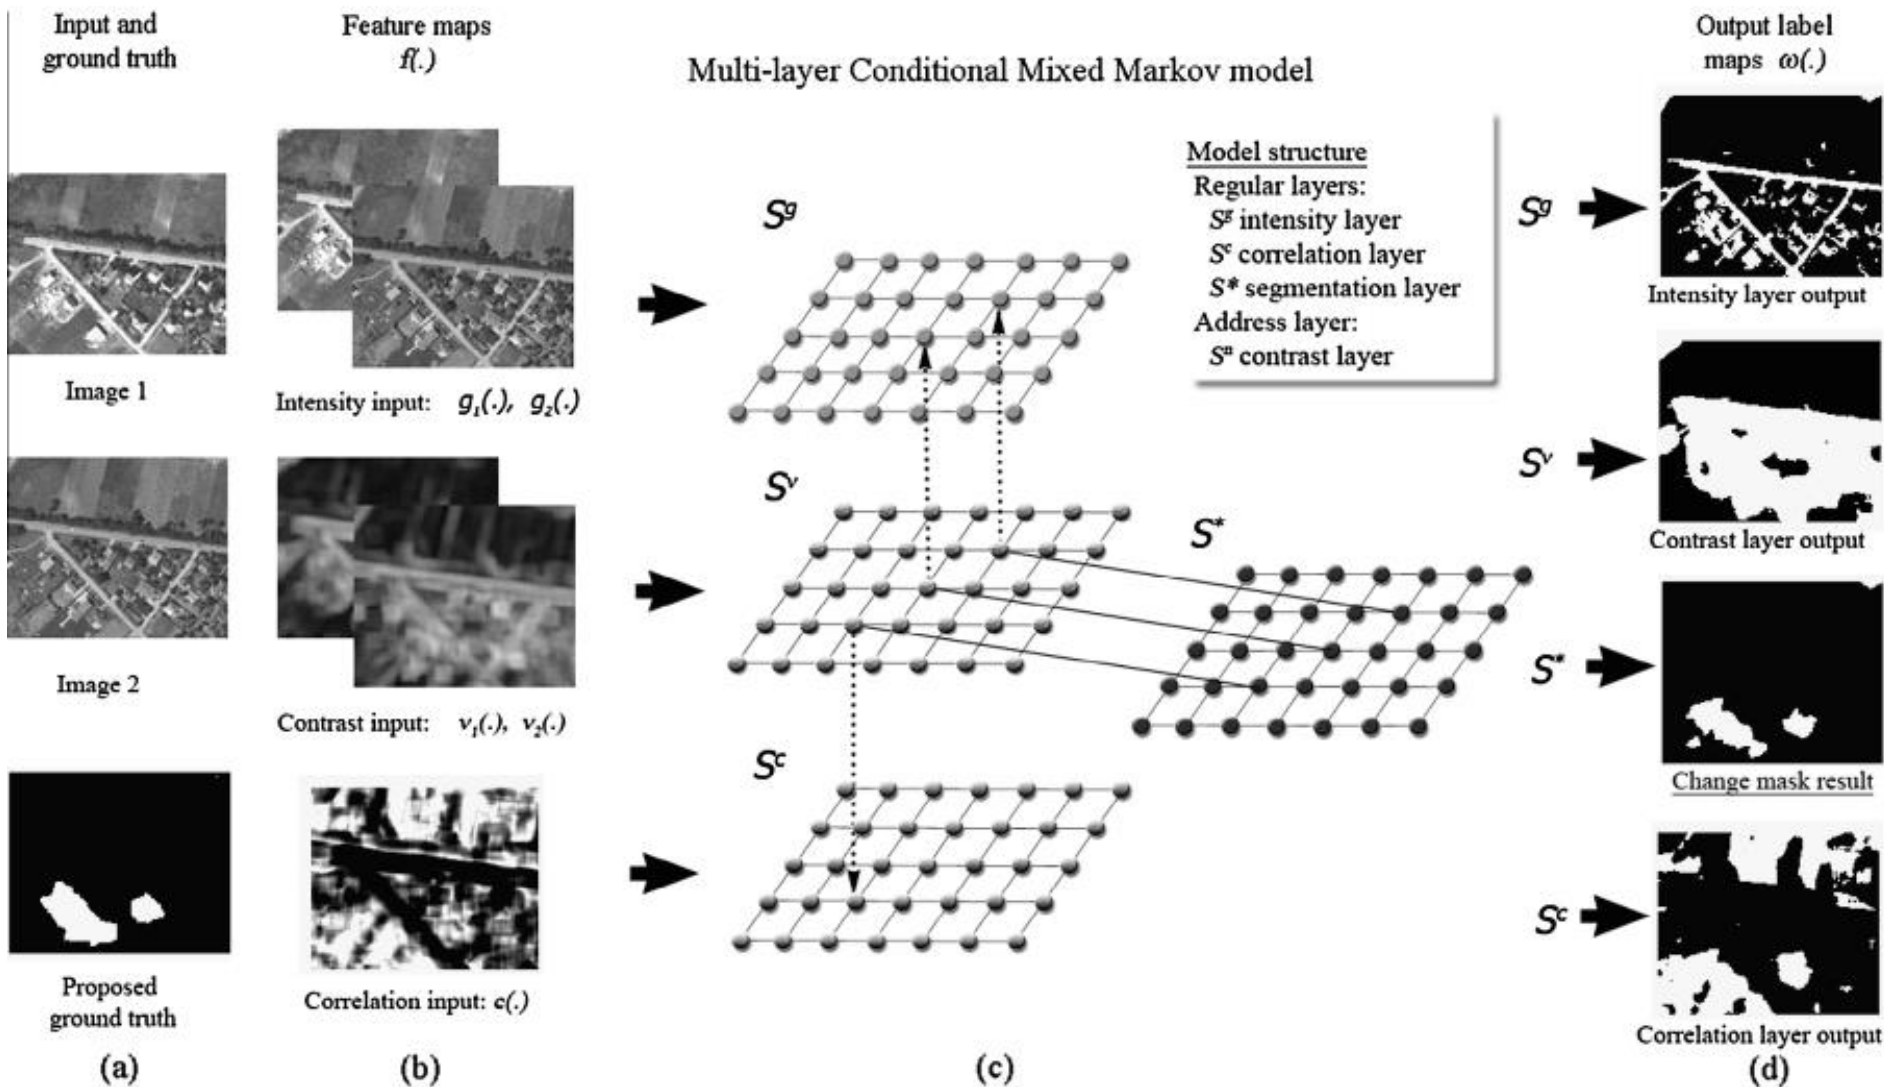 Input and
ground truth
Image 1
Image 2
Proposed
ground truth
(a)
Feature maps
f(.)
Intensity input: g₁(.), g₂(.)
Contrast input: ν₁(.), ν₂(.)
Correlation input: c(.)
(b)
Multi-layer Conditional Mixed Markov model
Model structure
Regular layers:
Sᵍ intensity layer
Sᶜ correlation layer
S* segmentation layer
Address layer:
Sⁿ contrast layer
Sᵍ
Sᵛ
S*
Sᶜ
(c)
Output label
maps ω(.)
Sᵍ
Intensity layer output
Sᵛ
Contrast layer output
S*
Change mask result
Sᶜ
Correlation layer output
(d)